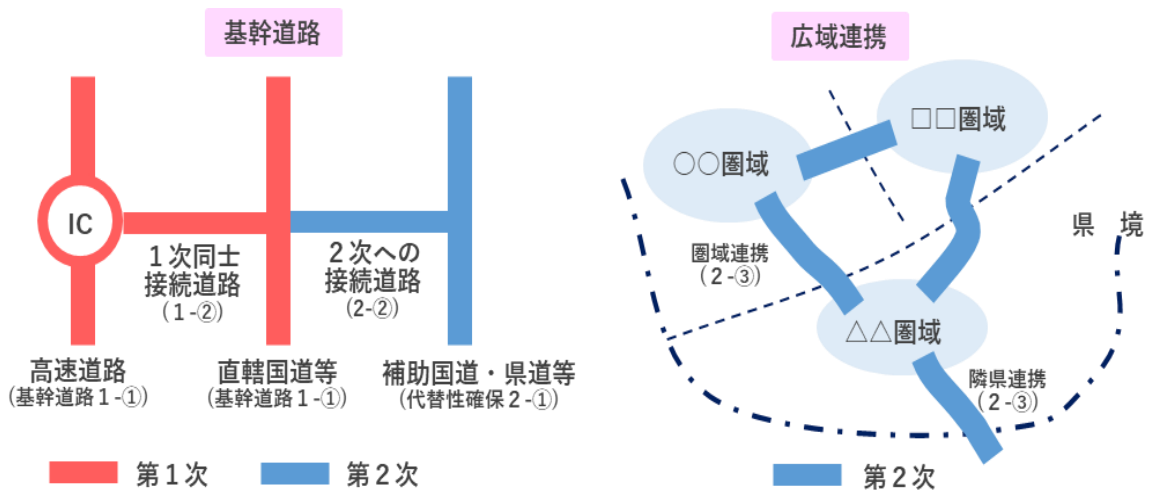 基幹道路
IC
１次同士
接続道路
(１-②)
２次への
接続道路
(2-②)
高速道路
(基幹道路１-①)
直轄国道等
(基幹道路１-①)
補助国道・県道等
(代替性確保２-①)
第１次
第２次
広域連携
□□圏域
○○圏域
県　境
圏域連携
(２-③)
△△圏域
隣県連携
(２-③)
第２次